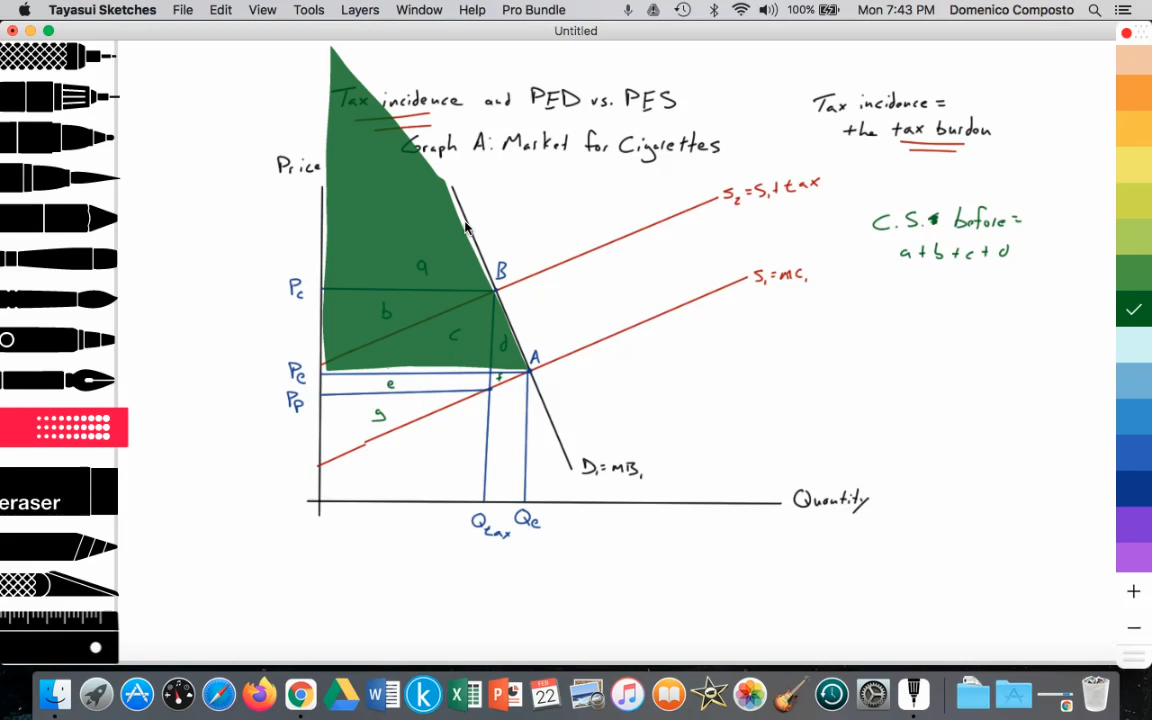 Tayasui Sketches File Edit View Tools Layers Window Help Pro Bundle 100% Mon 7:43 PM Domenico Composto
Untitled
Tax incidence and PED vs. PES
Graph A: Market for Cigarettes
Tax incidence =
the tax burden
Price
S2 = S1 + tax
C.S. before =
a + b + c + d
a
B
S1 = MC1
Pc
b
c
d
A
Pe
e
f
Pp
g
D1 = MB1
eraser
Quantity
Qtax Qe
W
k
X
P
FEB
22